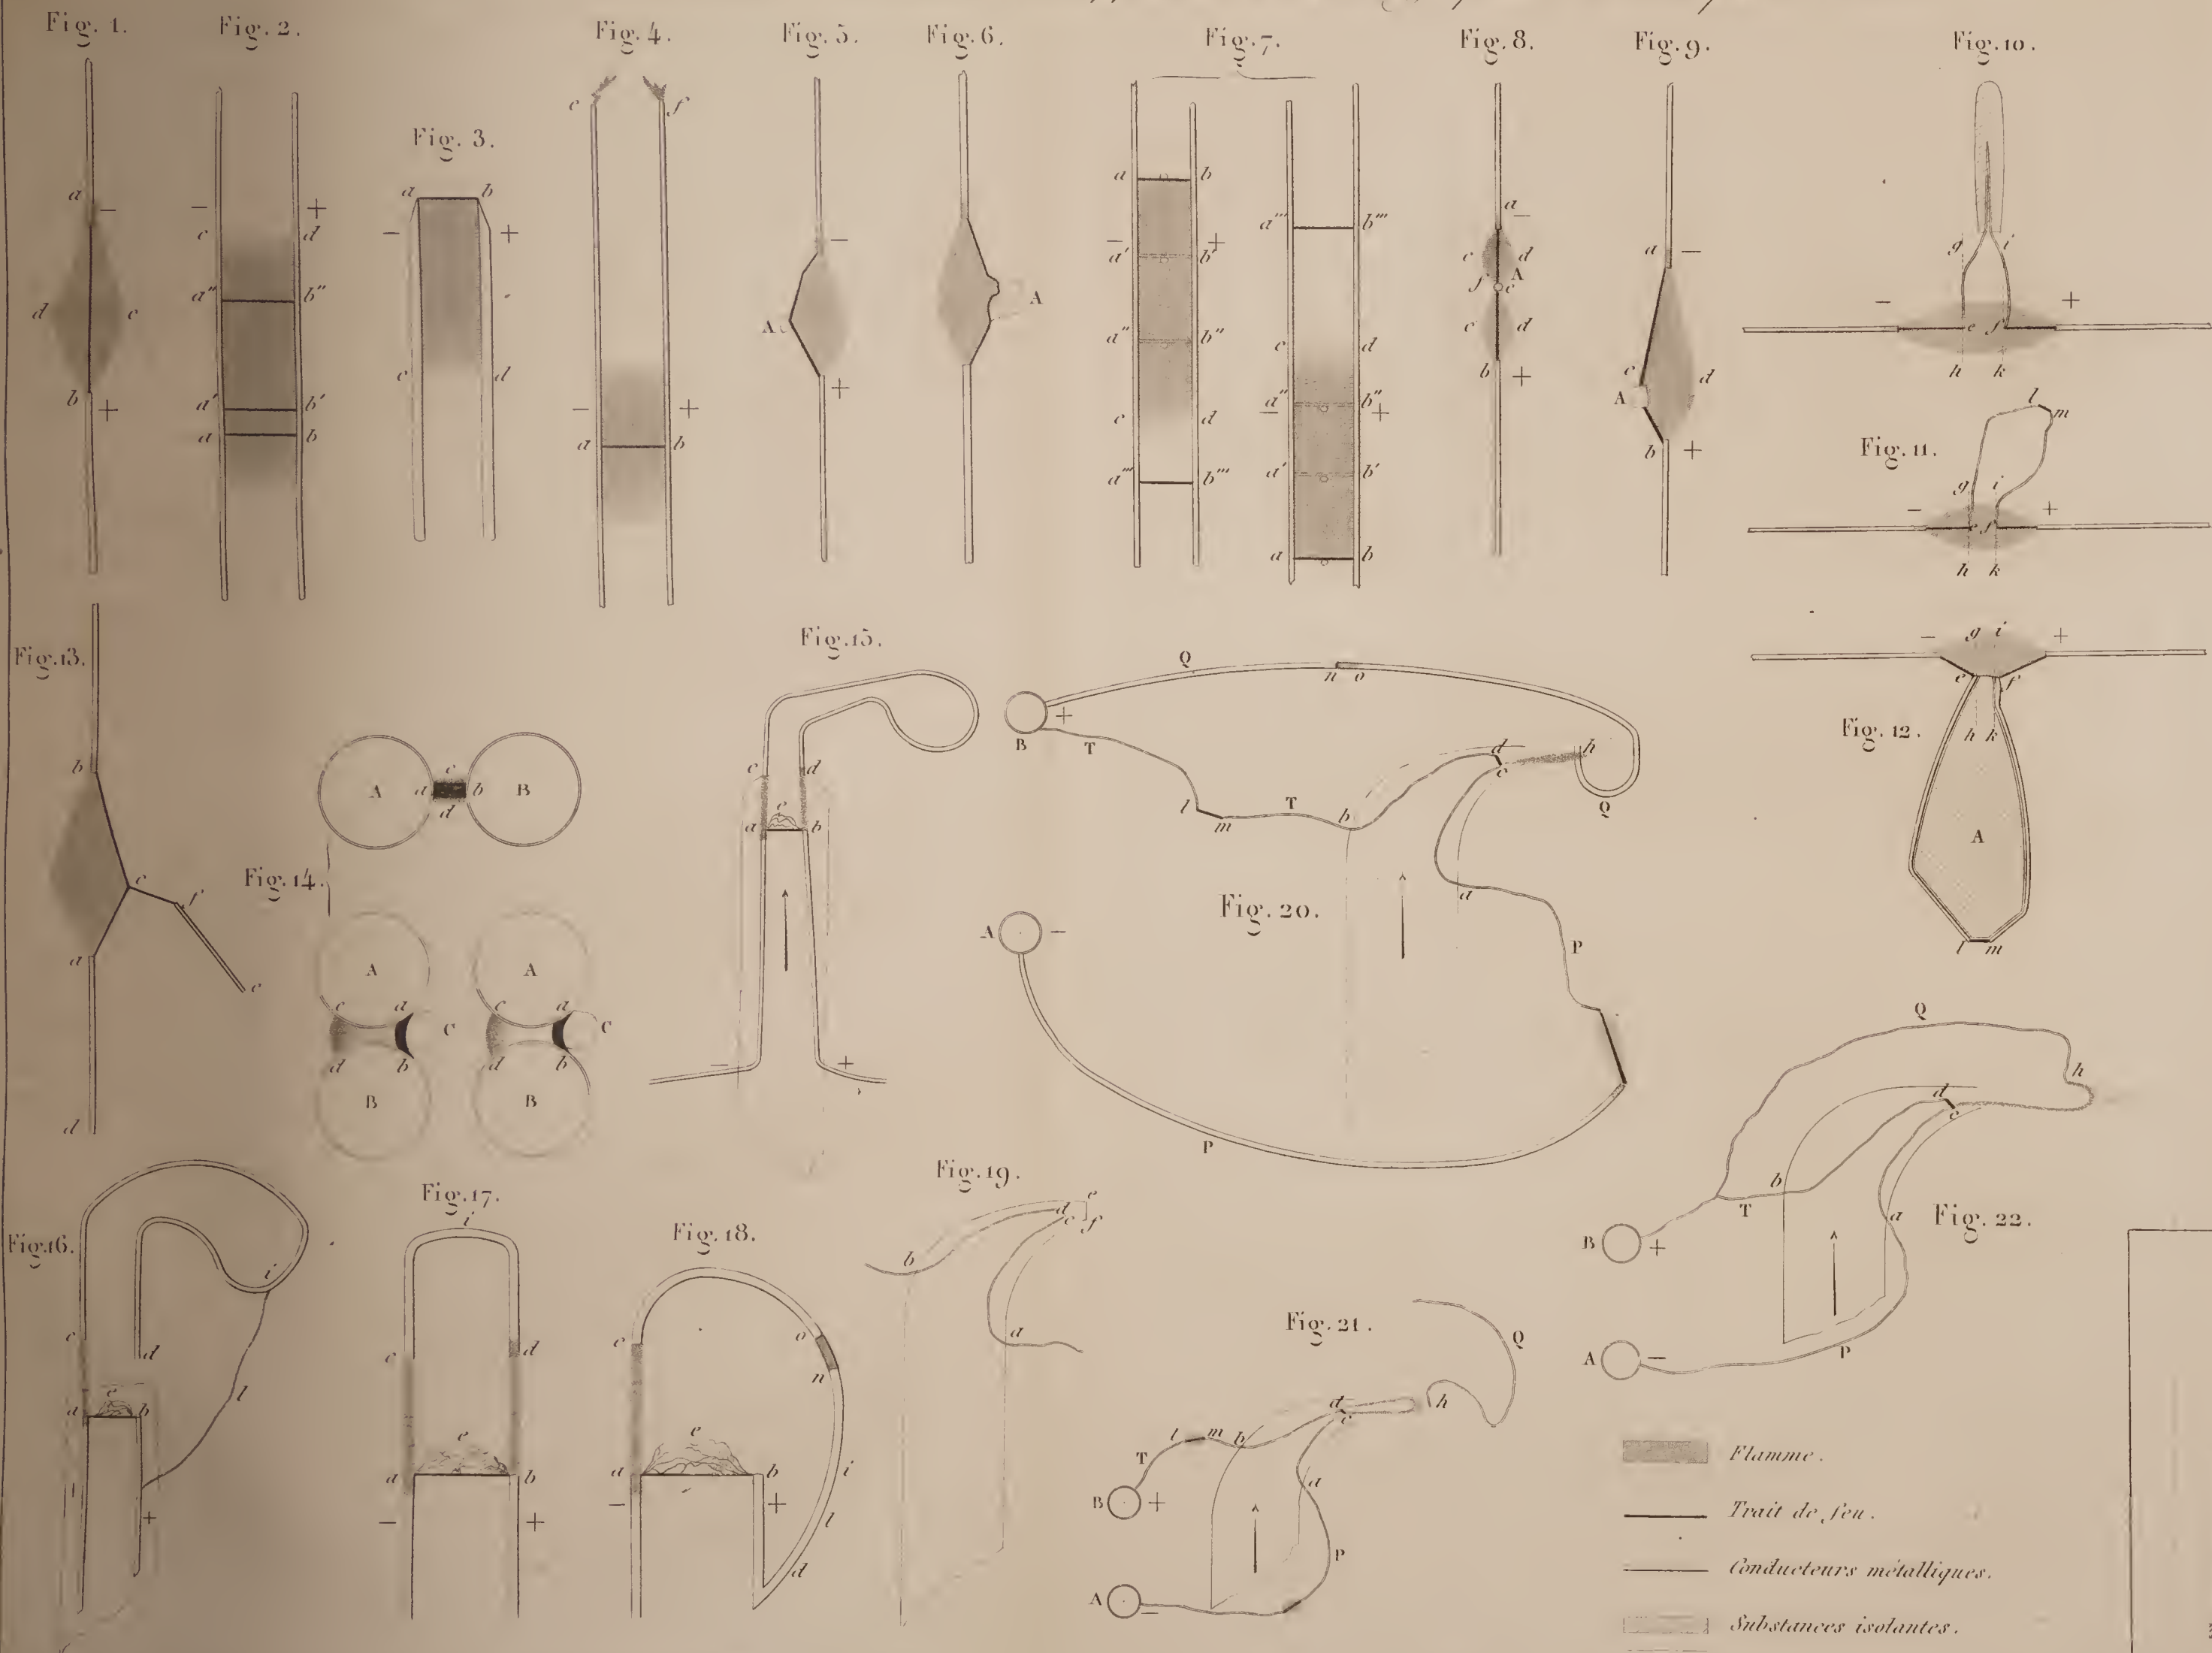 Fig. 1.
a
−
d
c
b
+
Fig. 2.
−
+
c
d
a"
b"
a'
b'
a
b
Fig. 3.
a
b
−
+
c
d
Fig. 4.
e
f
−
+
a
b
Fig. 5.
−
A
+
Fig. 6.
A
Fig. 7.
a
b
−
+
a'
b'
a"
b"
c
d
a'''
b'''
a'''
b'''
c
d
a"
b"
−
+
a'
b'
a
b
Fig. 8.
a
−
c
d
A
f
e
c
d
b
+
Fig. 9.
a
−
c
d
A
b
+
Fig. 10.
g
i
−
+
e
f
h
k
Fig. 11.
l
m
g
i
−
+
e
f
h
k
Fig. 12.
−
g
i
+
e
f
h
k
A
l
m
Fig. 13.
b
c
f
a
e
d
Fig. 14.
A
a
c
b
B
d
A
c
a
C
d
b
B
A
c
a
C
d
b
B
Fig. 15.
c
d
e
a
b
−
+
Fig. 16.
i
c
d
e
a
b
l
+
Fig. 17.
i
c
d
e
a
b
−
+
Fig. 18.
c
o
n
e
a
b
i
−
+
l
d
Fig. 19.
e
d
c
f
b
a
Fig. 20.
Q
n
o
B
+
T
d
h
c
Q
l
m
T
b
a
A
−
P
P
Fig. 21.
Q
d
h
c
l
m
b
T
a
B
+
P
A
−
Fig. 22.
Q
h
d
c
b
T
a
B
+
A
−
P
Flamme.
Trait de feu.
Conducteurs métalliques.
Substances isolantes.